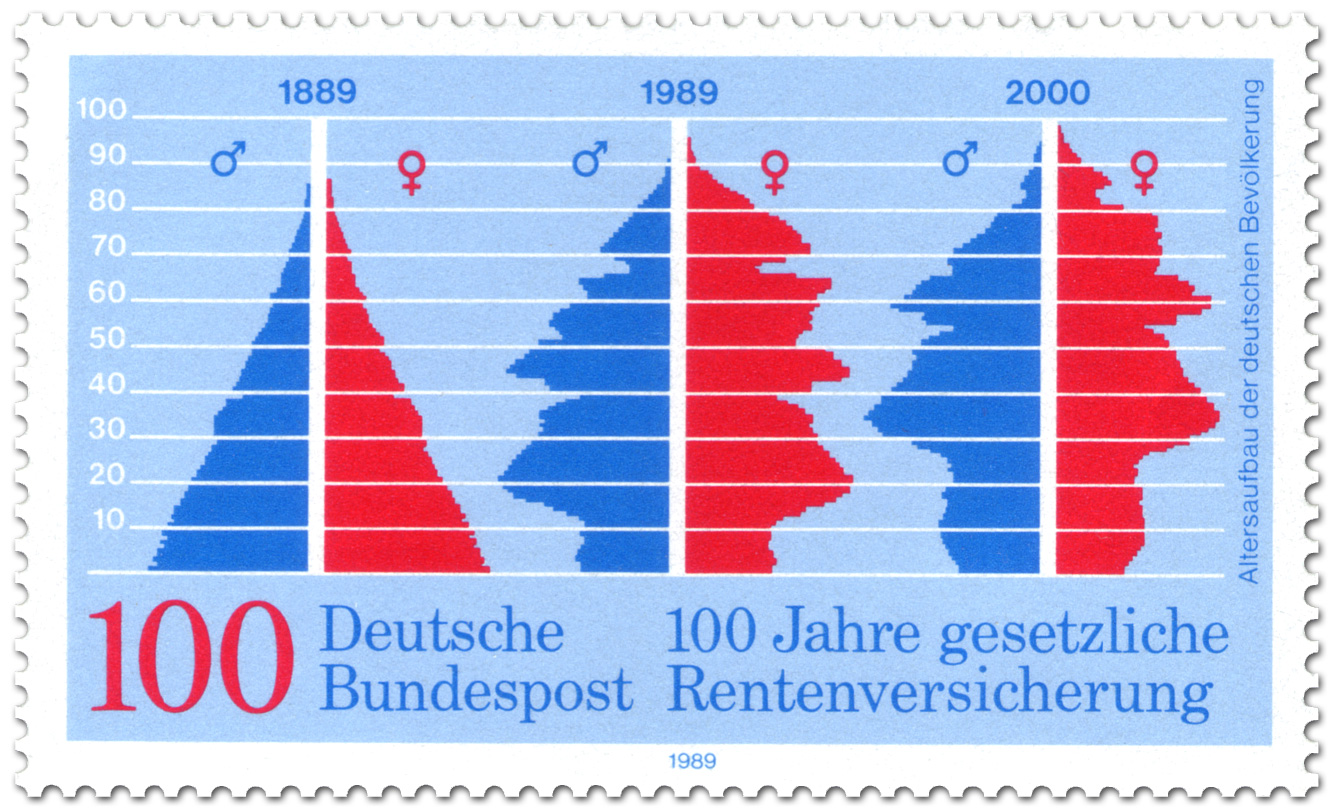 1889 1989 2000
100
90
♂ ♀ ♂ ♀ ♂ ♀
80
70
60
50
40
30
20
10
Altersaufbau der deutschen Bevölkerung
100
Deutsche
Bundespost
100 Jahre gesetzliche
Rentenversicherung
1989